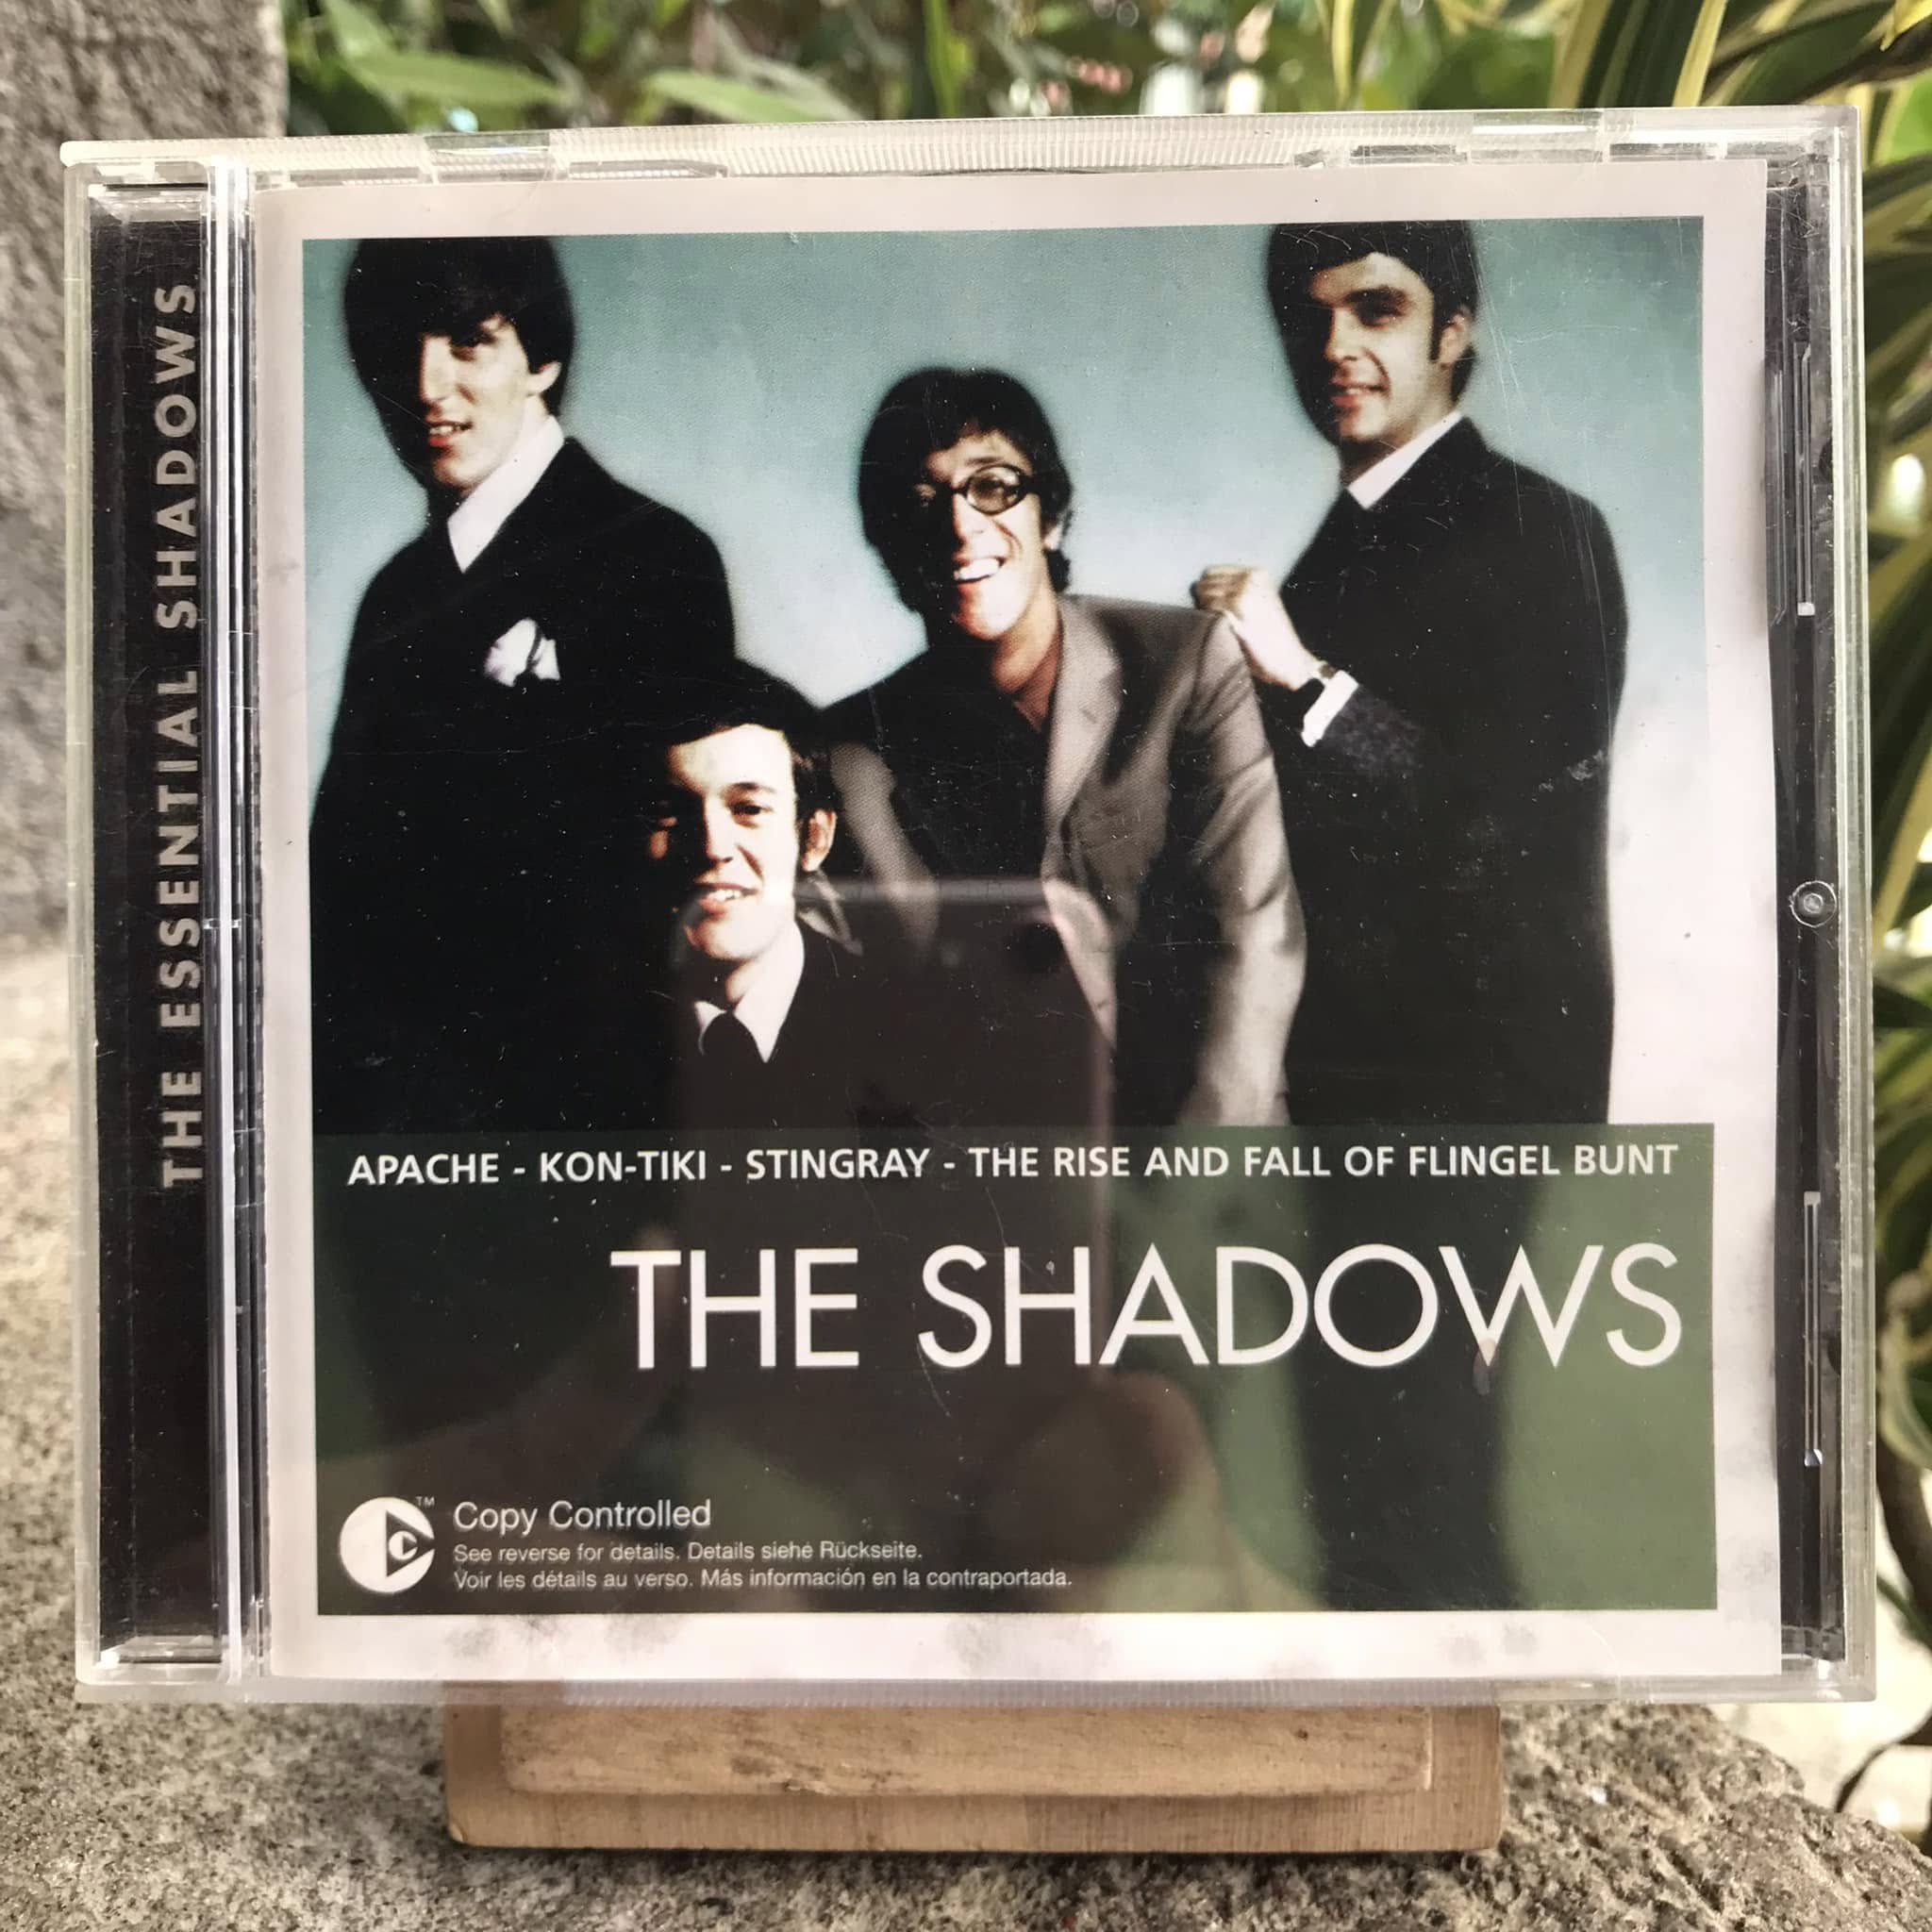 THE ESSENTIAL SHADOWS
APACHE - KON-TIKI - STINGRAY - THE RISE AND FALL OF FLINGEL BUNT
THE SHADOWS
C
TM
Copy Controlled
See reverse for details. Details siehe Rückseite.
Voir les détails au verso. Más información en la contraportada.